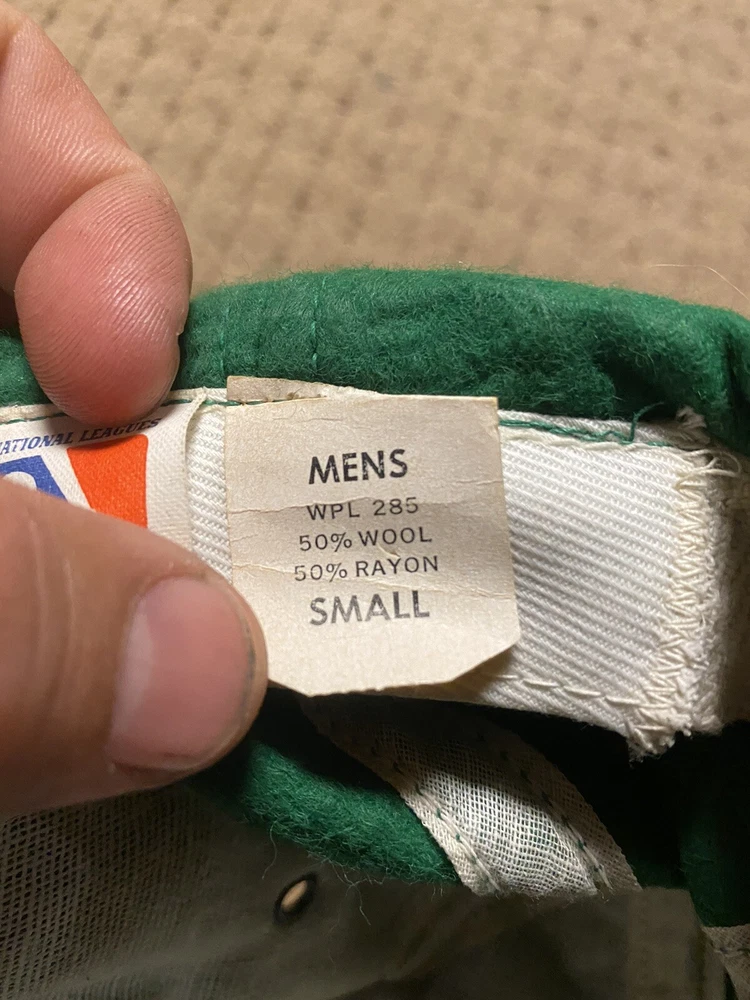 NATIONAL LEAGUES
MENS
WPL 285
50% WOOL
50% RAYON
SMALL